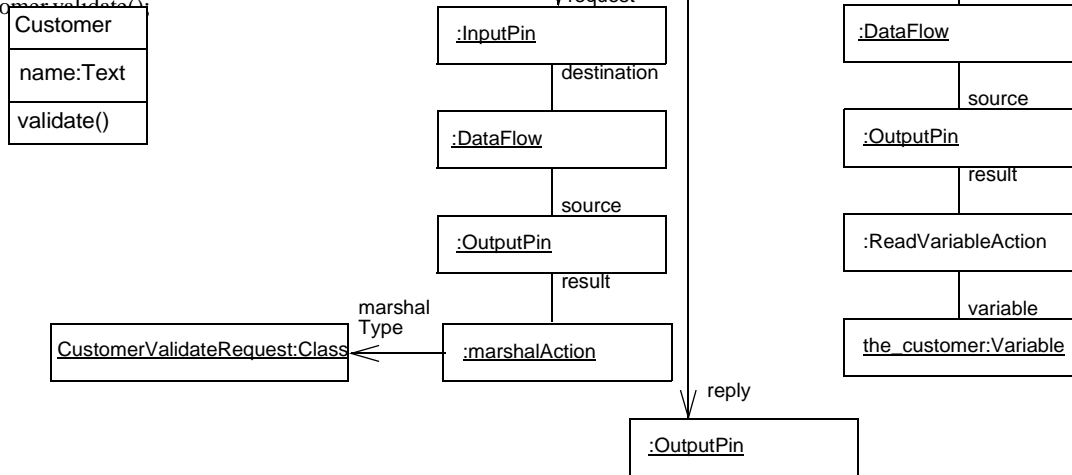 Customer
name:Text
validate()
request
:InputPin
destination
:DataFlow
source
:OutputPin
result
marshal
Type
CustomerValidateRequest:Class
:marshalAction
reply
:OutputPin
:DataFlow
source
:OutputPin
result
:ReadVariableAction
variable
the_customer:Variable